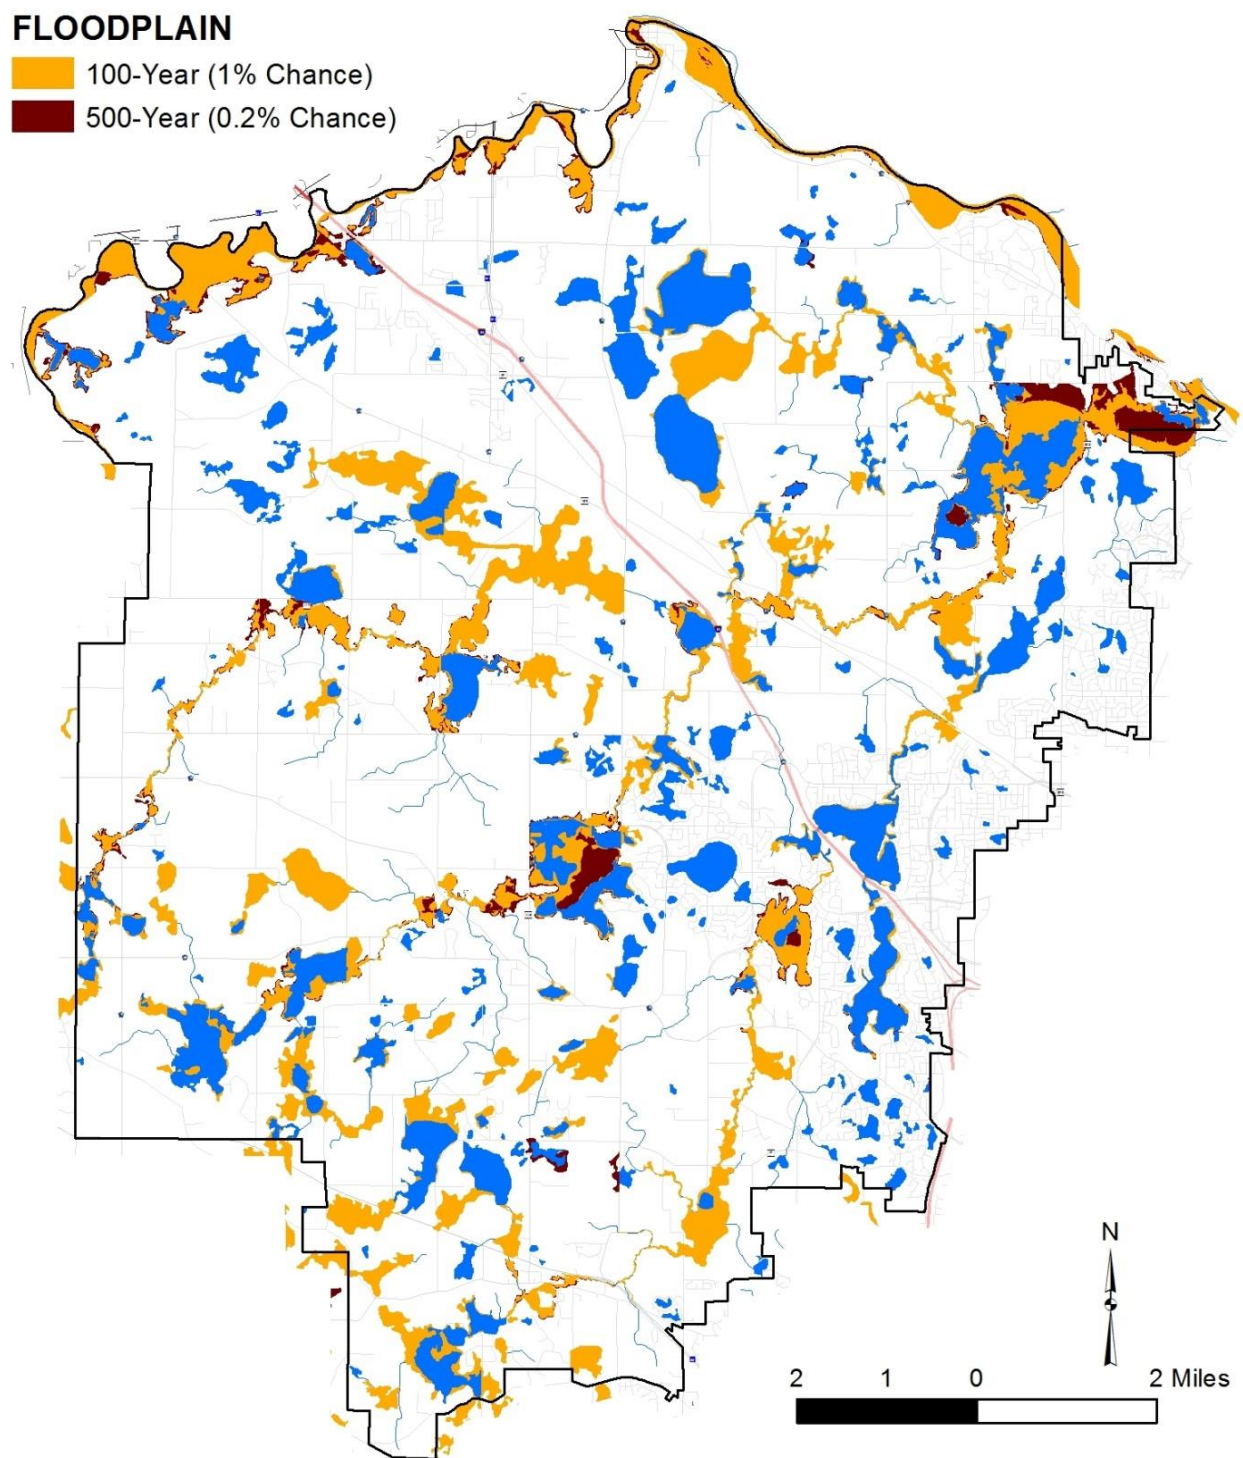 FLOODPLAIN
100-Year (1% Chance)
500-Year (0.2% Chance)
N
2 1 0 2 Miles